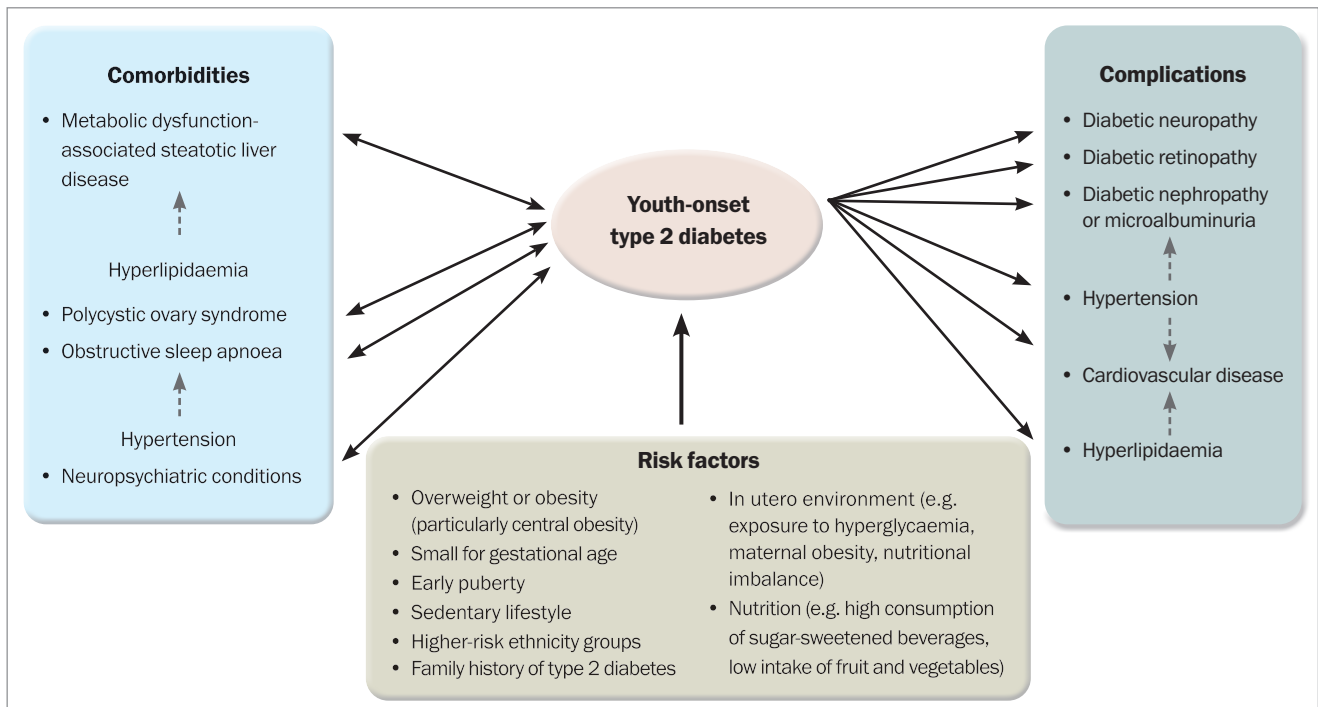 Comorbidities
• Metabolic dysfunction-
associated steatotic liver
disease
Hyperlipidaemia
• Polycystic ovary syndrome
• Obstructive sleep apnoea
Hypertension
• Neuropsychiatric conditions
Youth-onset
type 2 diabetes
Complications
• Diabetic neuropathy
• Diabetic retinopathy
• Diabetic nephropathy
or microalbuminuria
• Hypertension
• Cardiovascular disease
• Hyperlipidaemia
Risk factors
• Overweight or obesity
(particularly central obesity)
• Small for gestational age
• Early puberty
• Sedentary lifestyle
• Higher-risk ethnicity groups
• Family history of type 2 diabetes
• In utero environment (e.g.
exposure to hyperglycaemia,
maternal obesity, nutritional
imbalance)
• Nutrition (e.g. high consumption
of sugar-sweetened beverages,
low intake of fruit and vegetables)